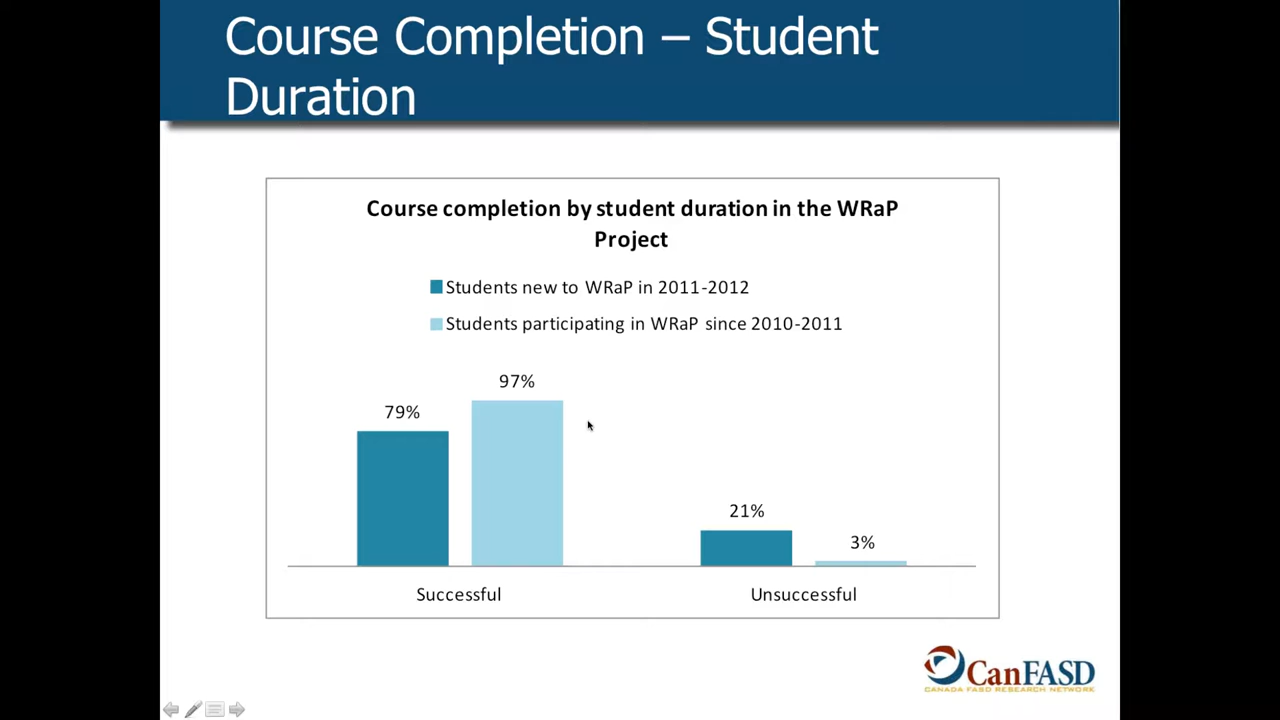 Course Completion – Student
Duration
Course completion by student duration in the WRaP
Project
Students new to WRaP in 2011-2012
Students participating in WRaP since 2010-2011
97%
79%
21%
3%
Successful
Unsuccessful
CanFASD
CANADA FASD RESEARCH NETWORK